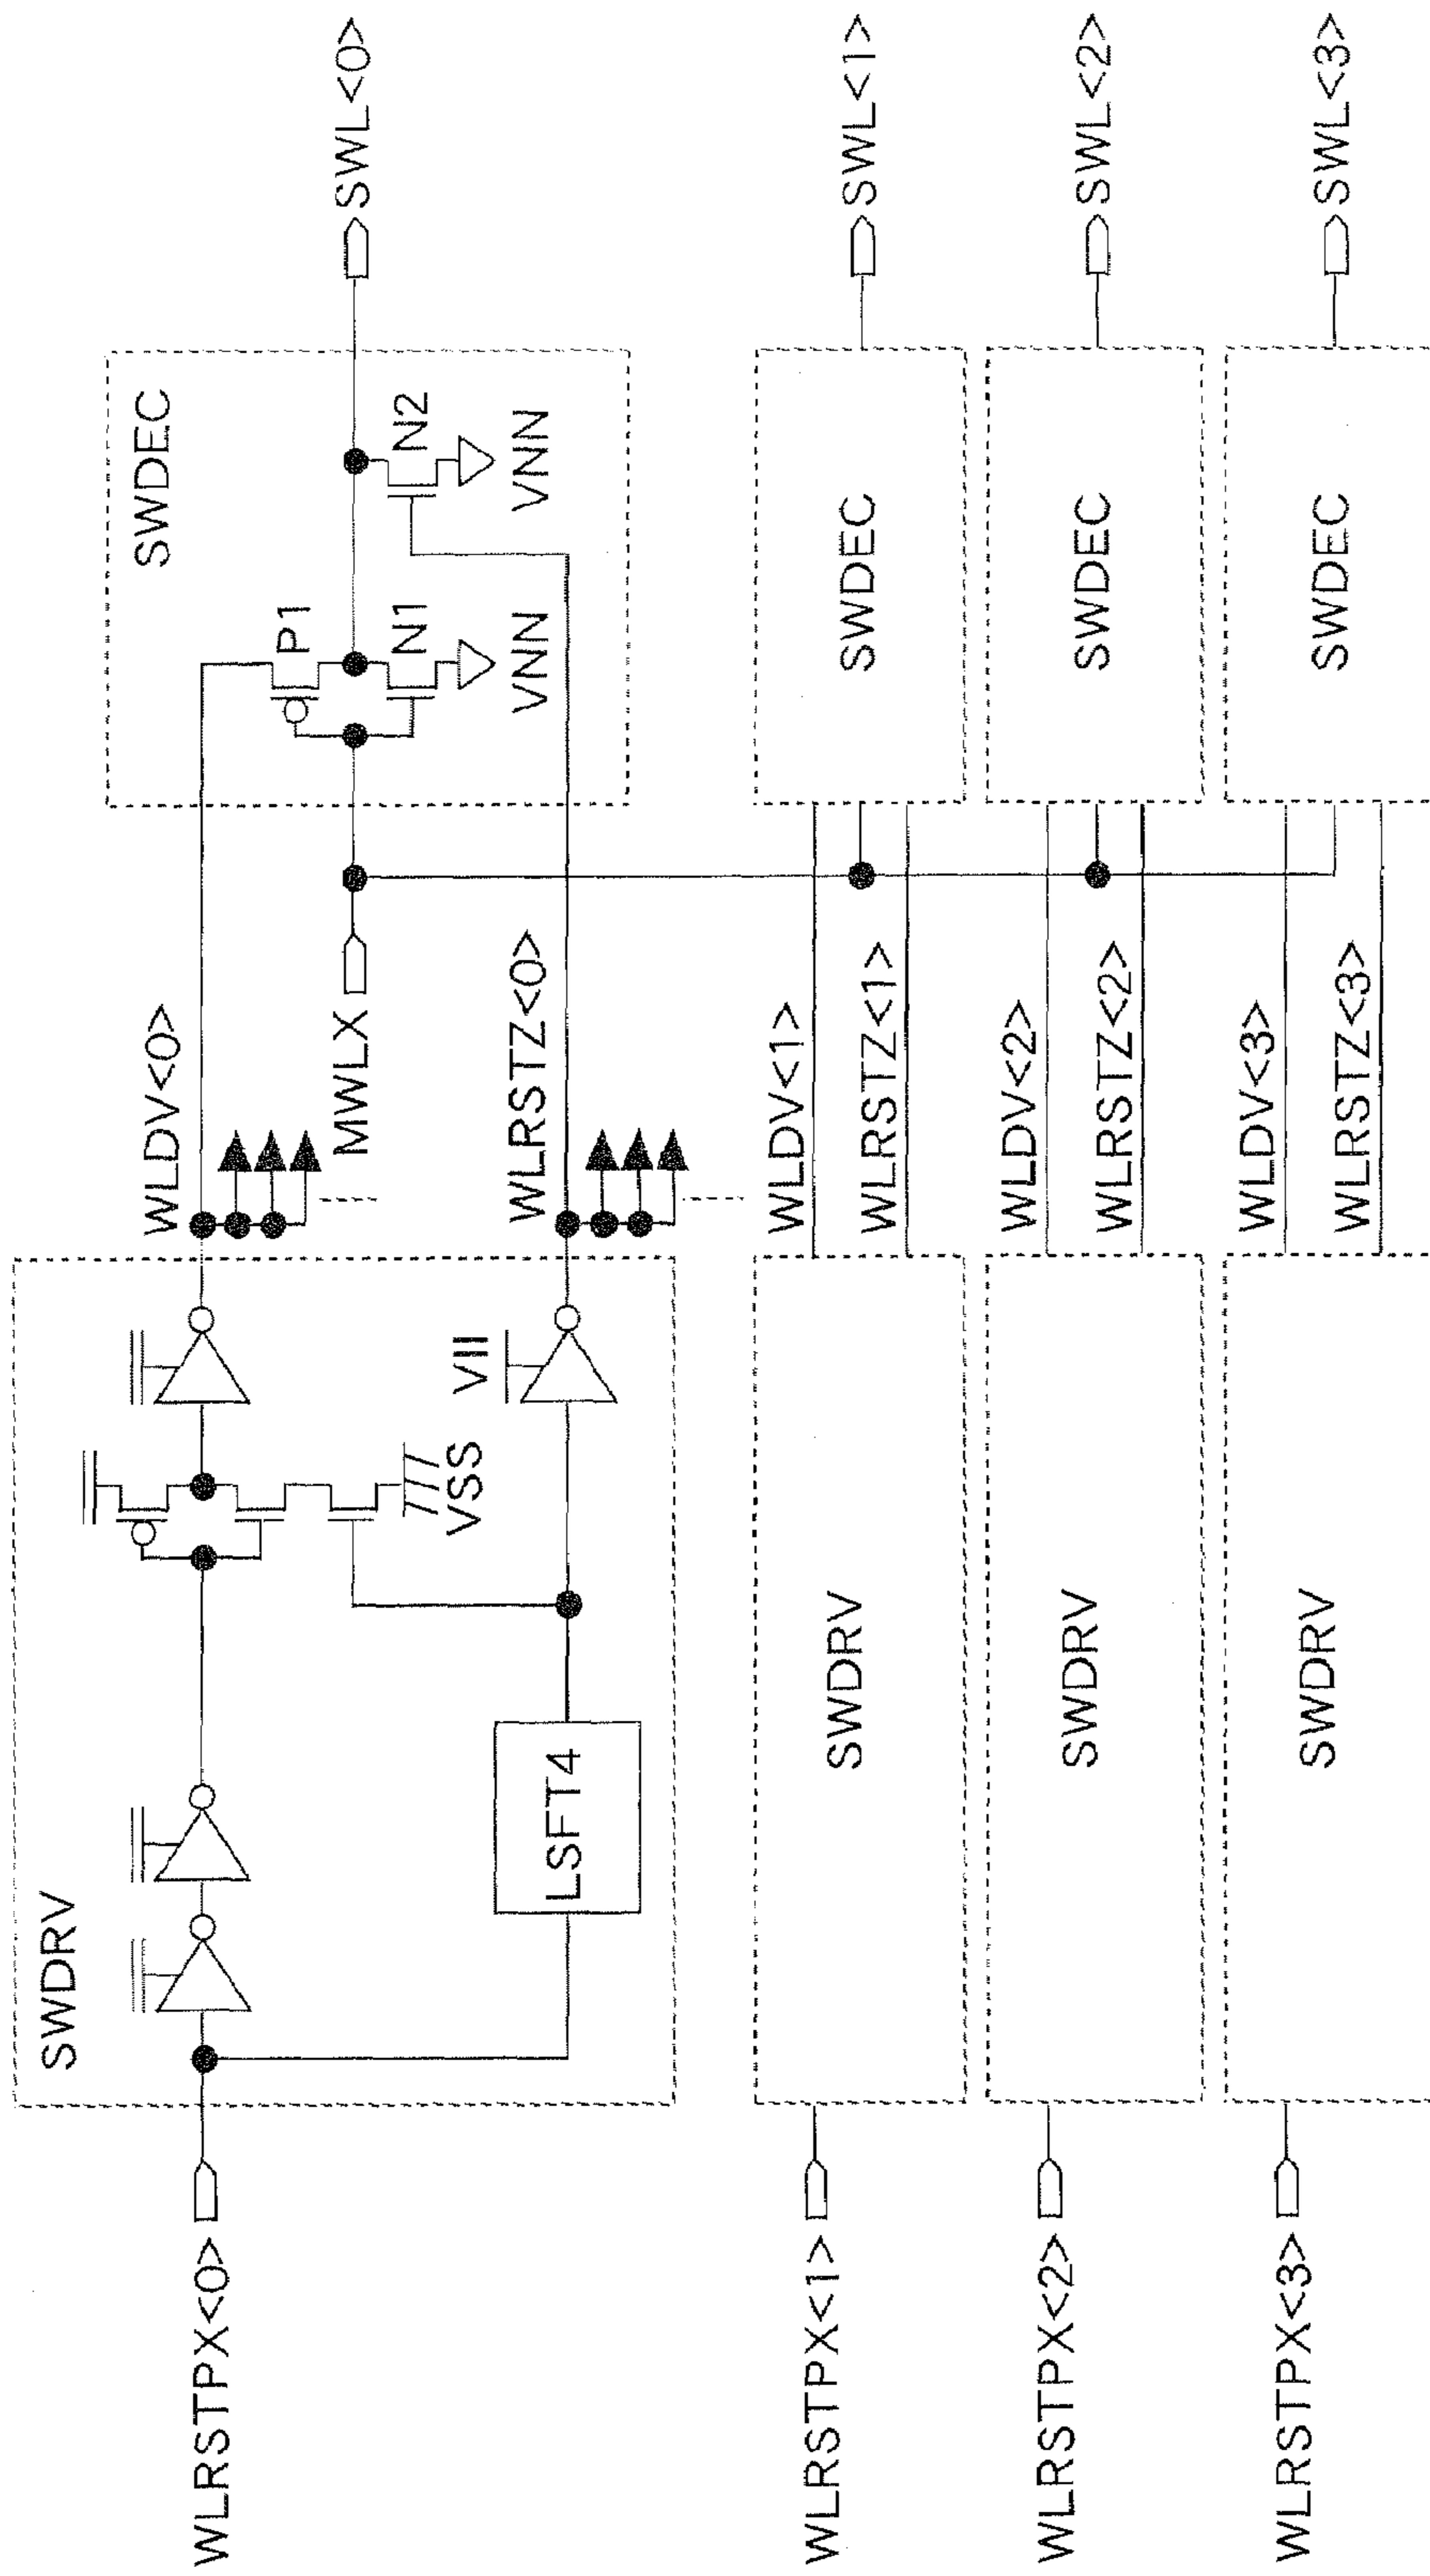 SWDRV
SWDEC
WLRSTPX<0>
WLDV<0>
P1
SWL<0>
MWLX
N1
N2
VNN
VNN
VSS
VII
LSFT4
WLRSTZ<0>
WLRSTPX<1>
SWDRV
WLDV<1>
WLRSTZ<1>
SWDEC
SWL<1>
WLRSTPX<2>
SWDRV
WLDV<2>
WLRSTZ<2>
SWDEC
SWL<2>
WLRSTPX<3>
SWDRV
WLDV<3>
WLRSTZ<3>
SWDEC
SWL<3>